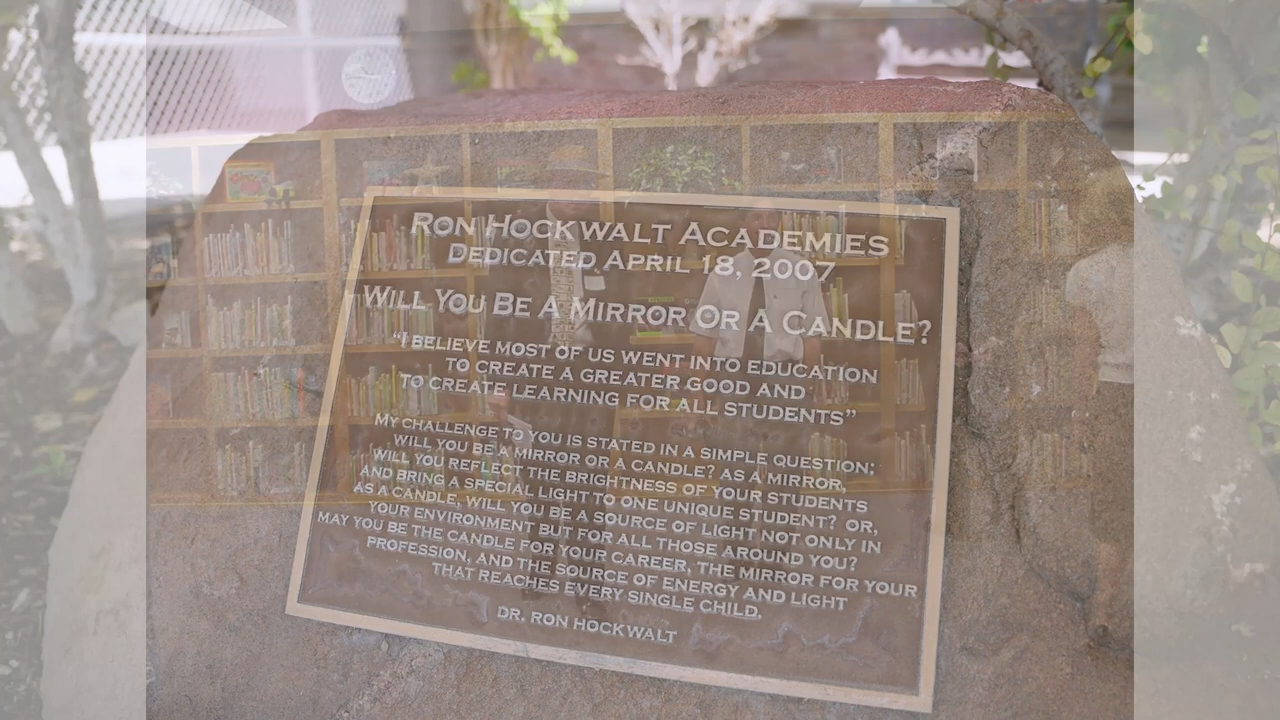 RON HOCKWALT ACADEMIES
DEDICATED APRIL 18, 2007
WILL YOU BE A MIRROR OR A CANDLE?
"I BELIEVE MOST OF US WENT INTO EDUCATION
TO CREATE A GREATER GOOD AND
TO CREATE LEARNING FOR ALL STUDENTS"
MY CHALLENGE TO YOU IS STATED IN A SIMPLE QUESTION;
WILL YOU BE A MIRROR OR A CANDLE? AS A MIRROR,
WILL YOU REFLECT THE BRIGHTNESS OF YOUR STUDENTS
AND BRING A SPECIAL LIGHT TO ONE UNIQUE STUDENT? OR,
AS A CANDLE, WILL YOU BE A SOURCE OF LIGHT NOT ONLY IN
YOUR ENVIRONMENT BUT FOR ALL THOSE AROUND YOU?
MAY YOU BE THE CANDLE FOR YOUR CAREER, THE MIRROR FOR YOUR
PROFESSION, AND THE SOURCE OF ENERGY AND LIGHT
THAT REACHES EVERY SINGLE CHILD.
DR. RON HOCKWALT